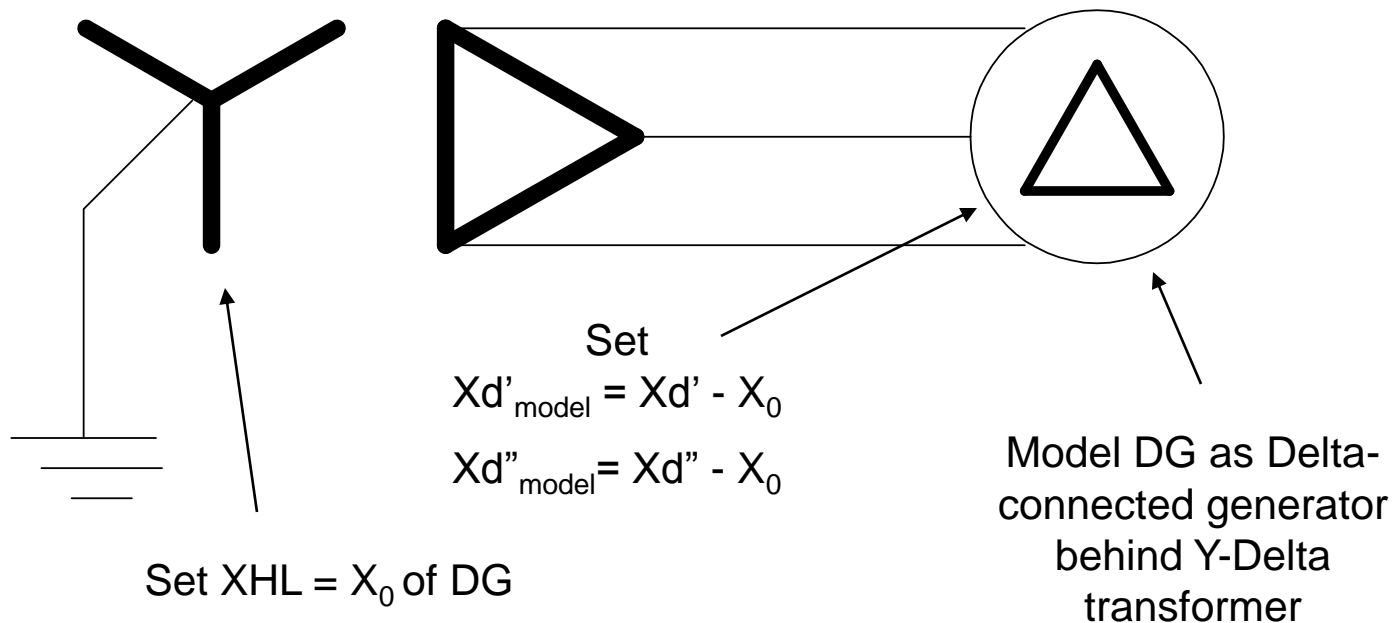 Set
Xd’model = Xd’ - X0
Xd”model= Xd” - X0
Model DG as Delta-
connected generator
behind Y-Delta
transformer
Set XHL = X0 of DG